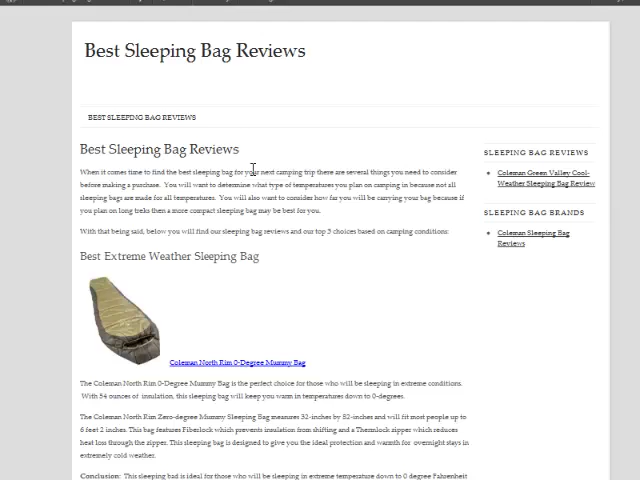 Best Sleeping Bag Reviews
BEST SLEEPING BAG REVIEWS
Best Sleeping Bag Reviews
When it comes time to find the best sleeping bag for your next camping trip there are several things you need to consider
before making a purchase. You will want to determine what type of temperatures you plan on camping in because not all
sleeping bags are made for all temperatures. You will also want to consider how far you will be carrying your bag because if
you plan on long treks then a more compact sleeping bag may be best for you.
With that being said, below you will find our sleeping bag reviews and our top 5 choices based on camping conditions:
Best Extreme Weather Sleeping Bag
Coleman North Rim 0-Degree Mummy Bag
The Coleman North Rim 0-Degree Mummy Bag is the perfect choice for those who will be sleeping in extreme conditions.
With 54 ounces of insulation, this sleeping bag will keep you warm in temperatures down to 0-degrees.
The Coleman North Rim Zero-degree Mummy Sleeping Bag measures 32-inches by 82-inches and will fit most people up to
6 feet 2 inches. This bag features Fiberlock which prevents insulation from shifting and a Thermlock zipper which reduces
heat loss through the zipper. This sleeping bag is designed to give you the ideal protection and warmth for overnight stays in
extremely cold weather.
Conclusion: This sleeping bad is ideal for those who will be sleeping in extreme temperature down to 0 degree Fahrenheit
SLEEPING BAG REVIEWS
Coleman Green Valley Cool-
Weather Sleeping Bag Review
SLEEPING BAG BRANDS
Coleman Sleeping Bag
Reviews